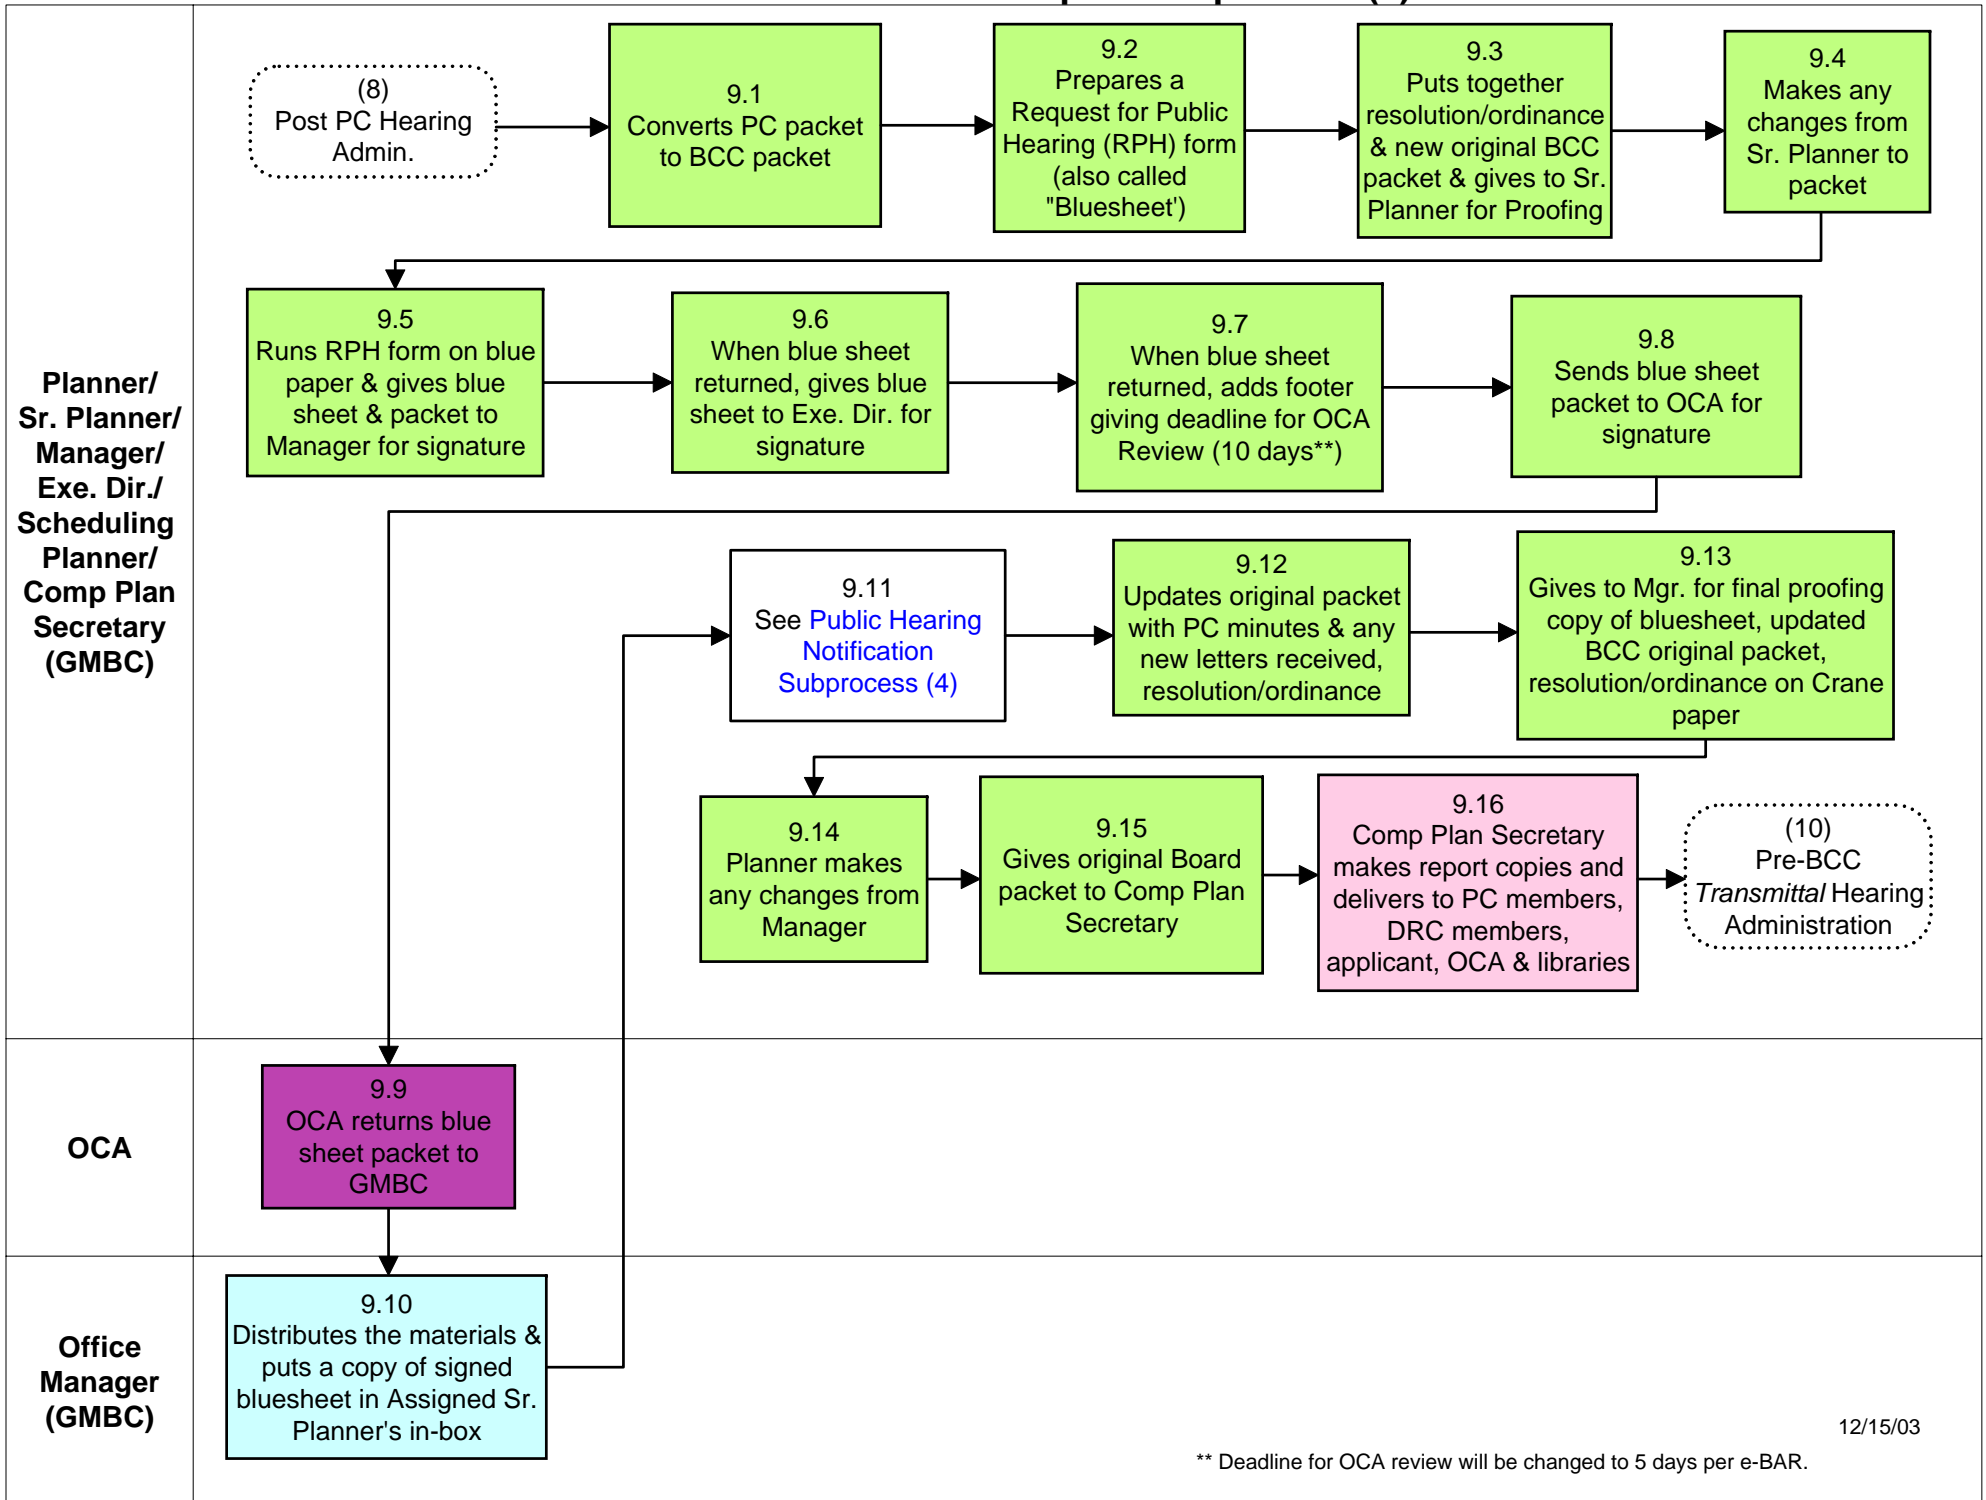 (8)
Post PC Hearing
Admin.
9.1
Converts PC packet
to BCC packet
9.2
Prepares a
Request for Public
Hearing (RPH) form
(also called
"Bluesheet')
9.3
Puts together
resolution/ordinance
& new original BCC
packet & gives to Sr.
Planner for Proofing
9.4
Makes any
changes from
Sr. Planner to
packet
Planner/
Sr. Planner/
Manager/
Exe. Dir./
Scheduling
Planner/
Comp Plan
Secretary
(GMBC)
9.5
Runs RPH form on blue
paper & gives blue
sheet & packet to
Manager for signature
9.6
When blue sheet
returned, gives blue
sheet to Exe. Dir. for
signature
9.7
When blue sheet
returned, adds footer
giving deadline for OCA
Review (10 days**)
9.8
Sends blue sheet
packet to OCA for
signature
9.11
See Public Hearing
Notification
Subprocess (4)
9.12
Updates original packet
with PC minutes & any
new letters received,
resolution/ordinance
9.13
Gives to Mgr. for final proofing
copy of bluesheet, updated
BCC original packet,
resolution/ordinance on Crane
paper
9.14
Planner makes
any changes from
Manager
9.15
Gives original Board
packet to Comp Plan
Secretary
9.16
Comp Plan Secretary
makes report copies and
delivers to PC members,
DRC members,
applicant, OCA & libraries
(10)
Pre-BCC
Transmittal Hearing
Administration
OCA
9.9
OCA returns blue
sheet packet to
GMBC
Office
Manager
(GMBC)
9.10
Distributes the materials &
puts a copy of signed
bluesheet in Assigned Sr.
Planner's in-box
12/15/03
** Deadline for OCA review will be changed to 5 days per e-BAR.